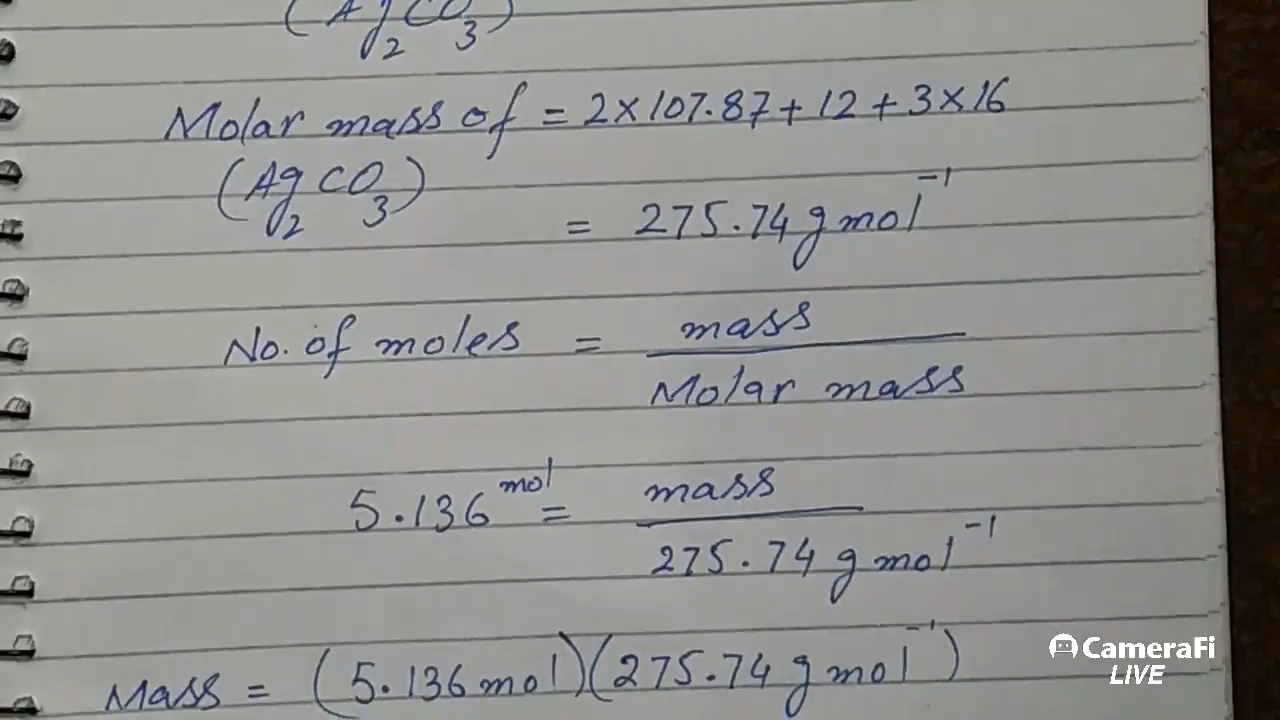 (Ag2CO3)
Molar mass of = 2×107.87+12+3×16
(Ag2CO3)
= 275.74 g mol⁻¹
No. of moles = mass
Molar mass
5.136 mol = mass
275.74 g mol⁻¹
Mass = (5.136 mol)(275.74 g mol⁻¹)
CameraFi
LIVE